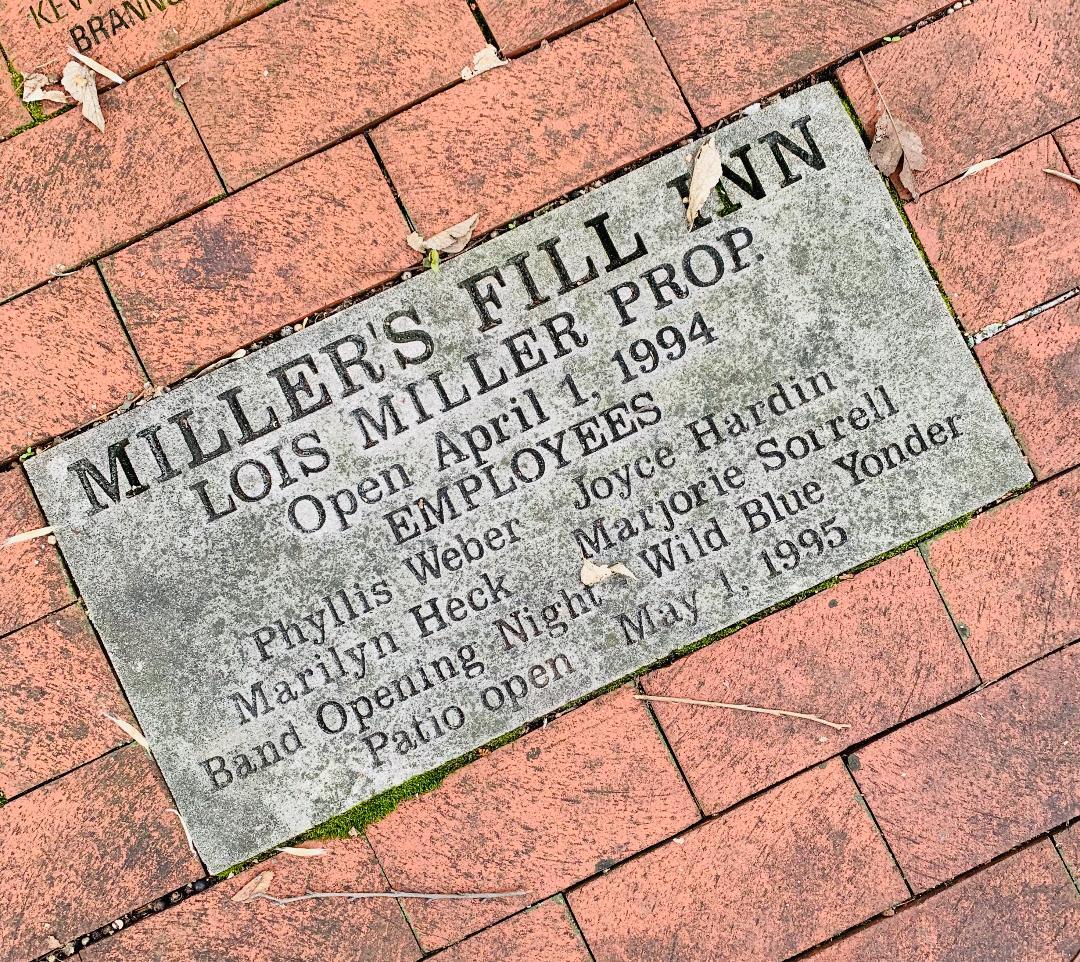 BRANN
MILLER'S FILL INN
LOIS MILLER PROP.
Open April 1, 1994
EMPLOYEES
Phyllis Weber Joyce Hardin
Marilyn Heck Marjorie Sorrell
Band Opening Night Wild Blue Yonder
Patio open May 1, 1995